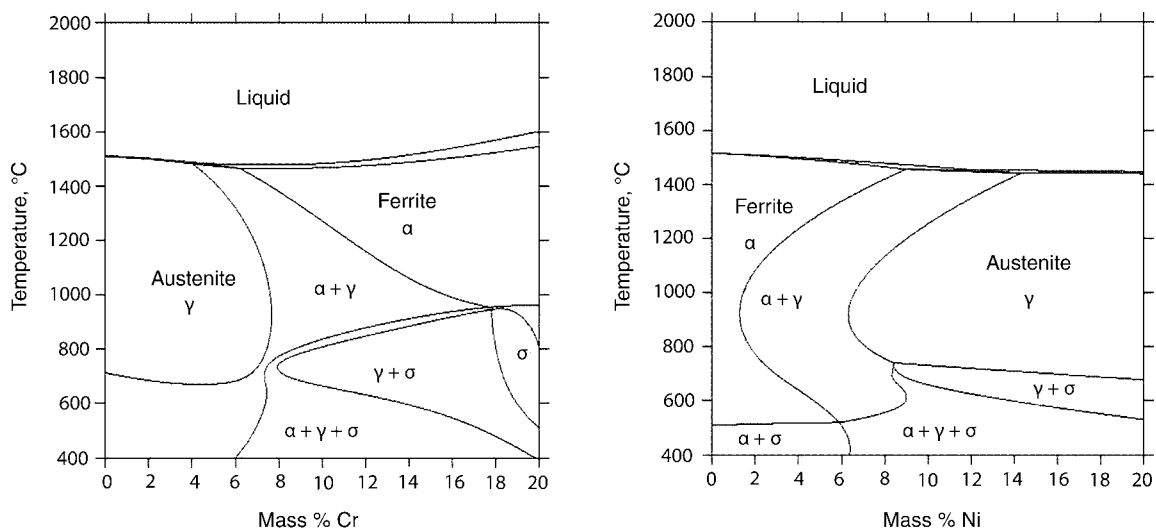 2000
1800
1600
1400
1200
1000
800
600
400
Temperature, °C
Liquid
Ferrite
α
Austenite
γ
α + γ
γ + σ
σ
α + γ + σ
0 2 4 6 8 10 12 14 16 18 20
Mass % Cr
2000
1800
1600
1400
1200
1000
800
600
400
Temperature, °C
Liquid
Ferrite
α
Austenite
γ
α + γ
γ + σ
α + σ
α + γ + σ
0 2 4 6 8 10 12 14 16 18 20
Mass % Ni